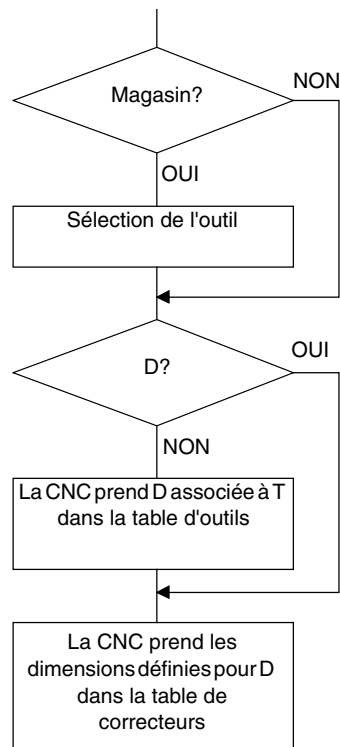 NON
Magasin?
OUI
Sélection de l'outil
OUI
D?
NON
La CNC prend D associée à T
dans la table d'outils
La CNC prend les
dimensions définies pour D
dans la table de
correcteurs